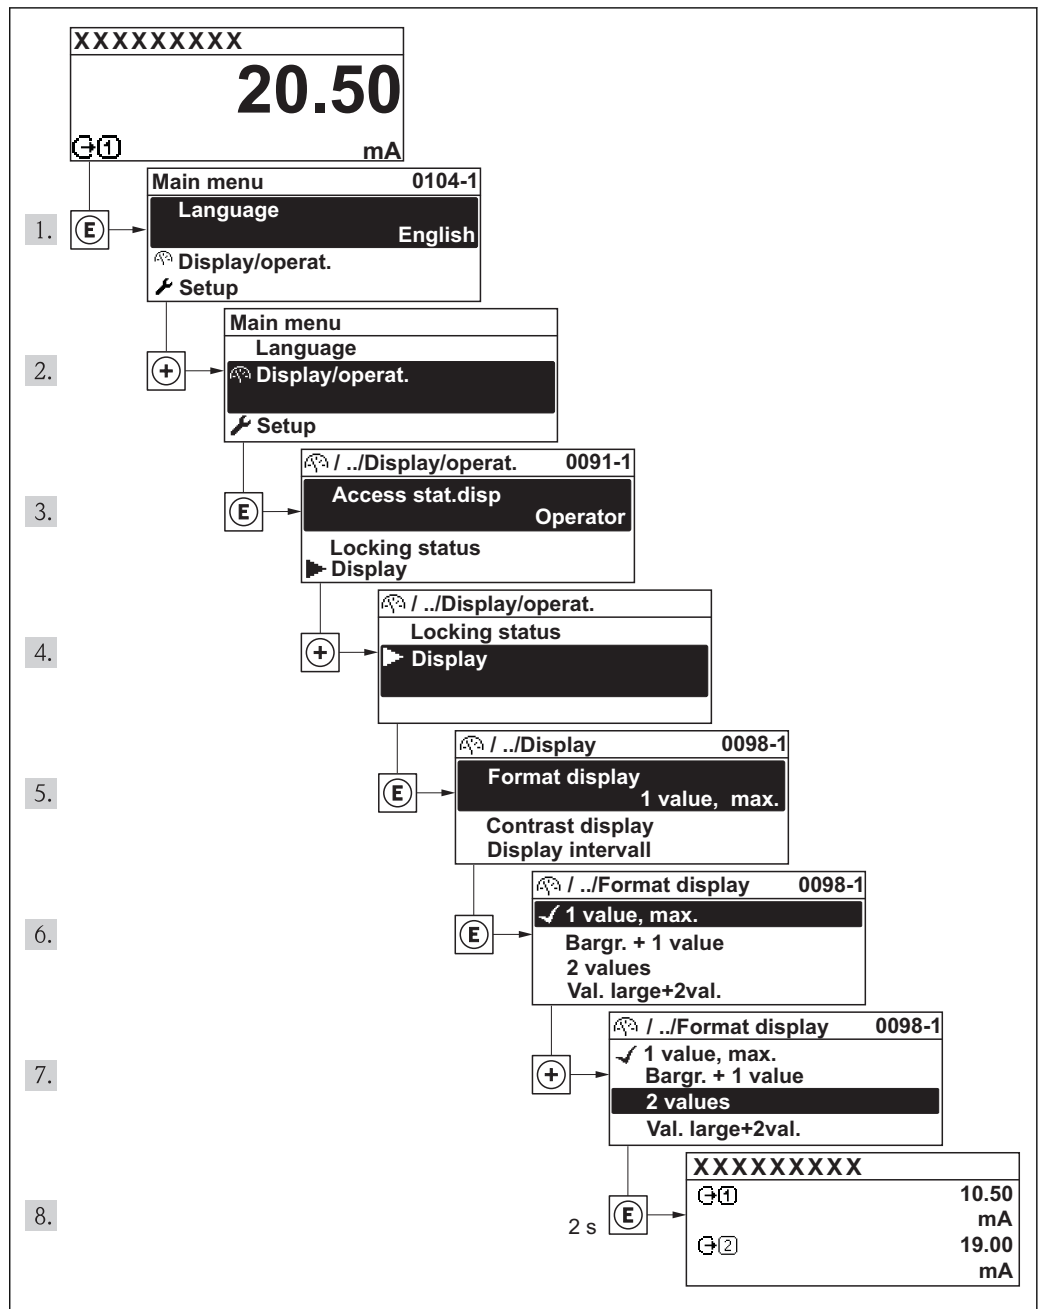 XXXXXXXXX
20.50
1 mA
Main menu 0104-1
1. E Language
English
Display/operat.
Setup
Main menu
Language
2. + Display/operat.
Setup
/ ../Display/operat. 0091-1
Access stat.disp
3. E Operator
Locking status
Display
/ ../Display/operat.
Locking status
4. + Display
/ ../Display 0098-1
Format display
5. E 1 value, max.
Contrast display
Display intervall
/ ../Format display 0098-1
1 value, max.
6. E Bargr. + 1 value
2 values
Val. large+2val.
/ ../Format display 0098-1
1 value, max.
7. + Bargr. + 1 value
2 values
Val. large+2val.
XXXXXXXXX
1 10.50
8. 2 s E mA
2 19.00
mA